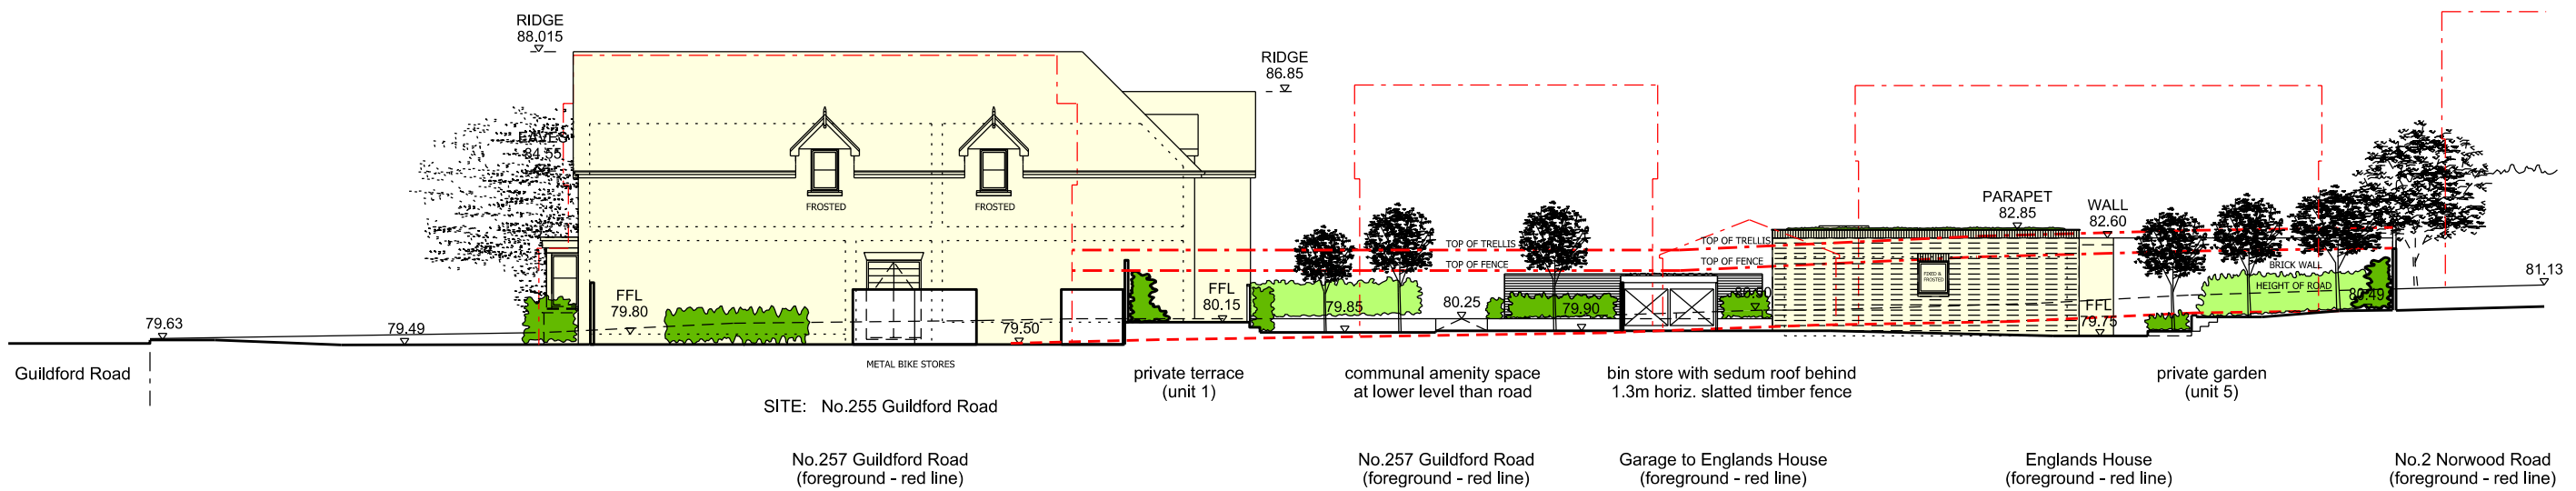 RIDGE
88.015
RIDGE
86.85
EAVES
84.55
FROSTED
FROSTED
PARAPET
82.85
WALL
82.60
TOP OF TRELLIS
TOP OF TRELLIS
TOP OF FENCE
TOP OF FENCE
BRICK WALL
FIXED &
FROSTED
HEIGHT OF ROAD
81.13
FFL
79.80
FFL
80.15
79.85
80.25
79.90
80.49
FFL
79.75
79.63
79.49
79.50
METAL BIKE STORES
Guildford Road
private terrace
(unit 1)
communal amenity space
at lower level than road
bin store with sedum roof behind
1.3m horiz. slatted timber fence
private garden
(unit 5)
SITE: No.255 Guildford Road
No.257 Guildford Road
(foreground - red line)
No.257 Guildford Road
(foreground - red line)
Garage to Englands House
(foreground - red line)
Englands House
(foreground - red line)
No.2 Norwood Road
(foreground - red line)